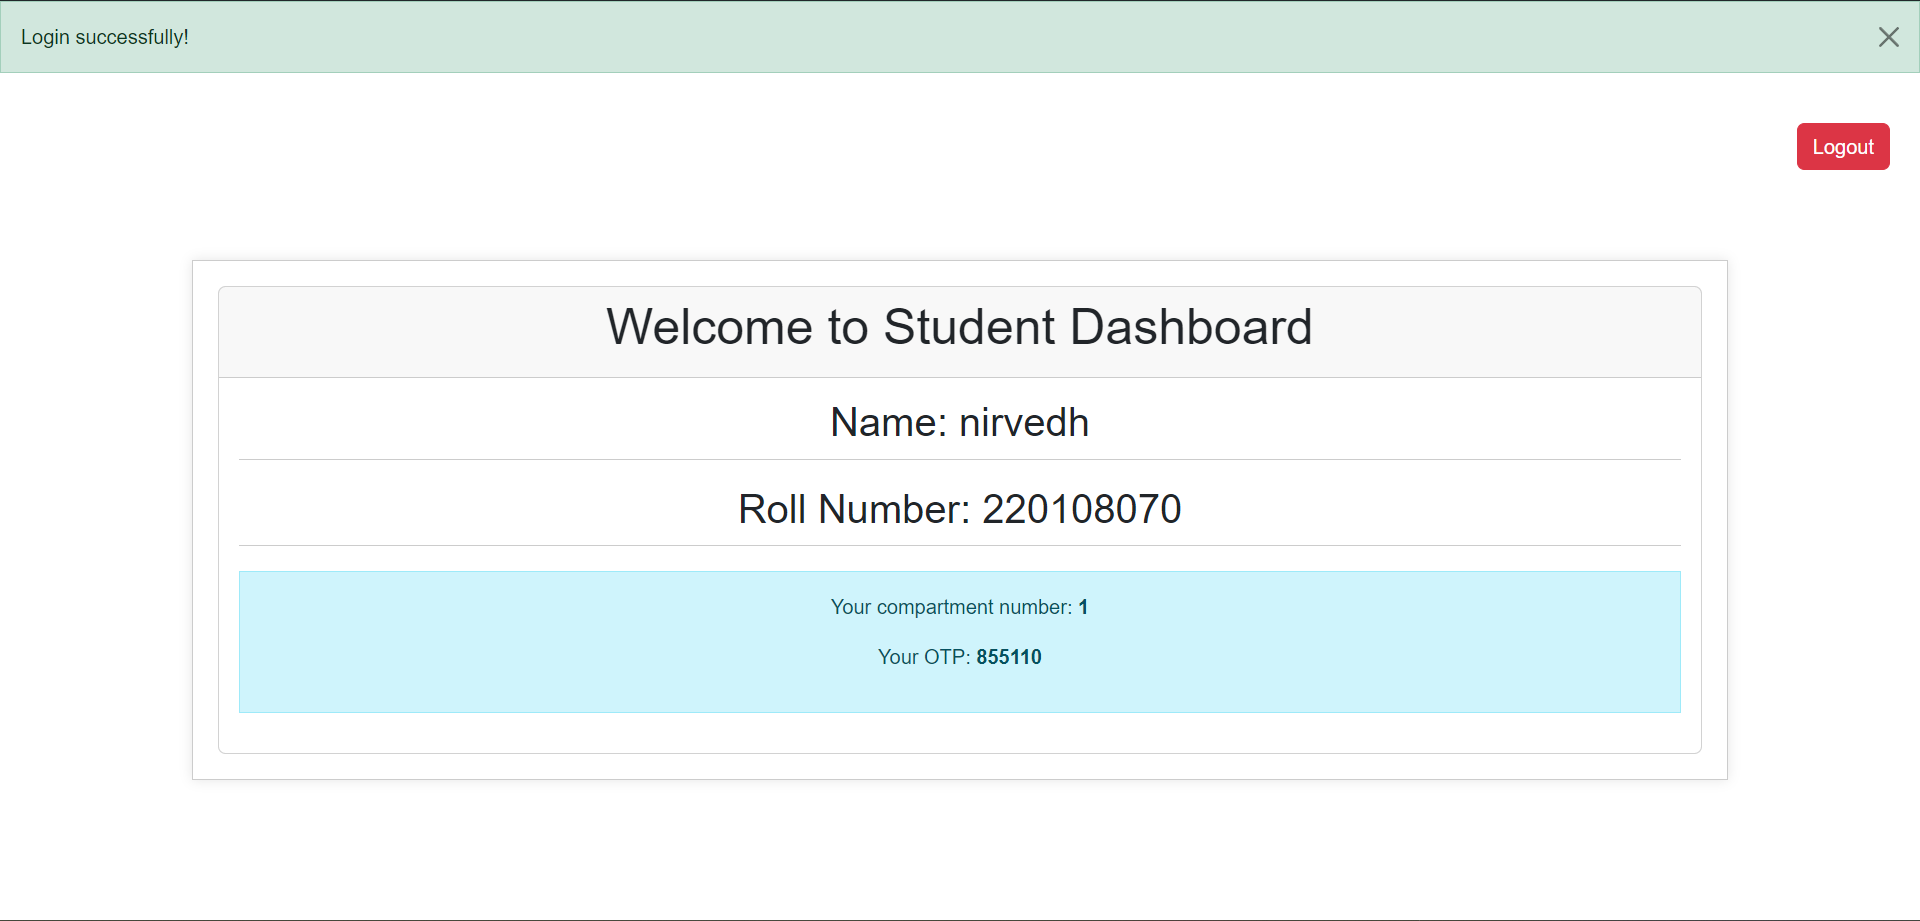 Login successfully!
Logout
Welcome to Student Dashboard
Name: nirvedh
Roll Number: 220108070
Your compartment number: 1
Your OTP: 855110